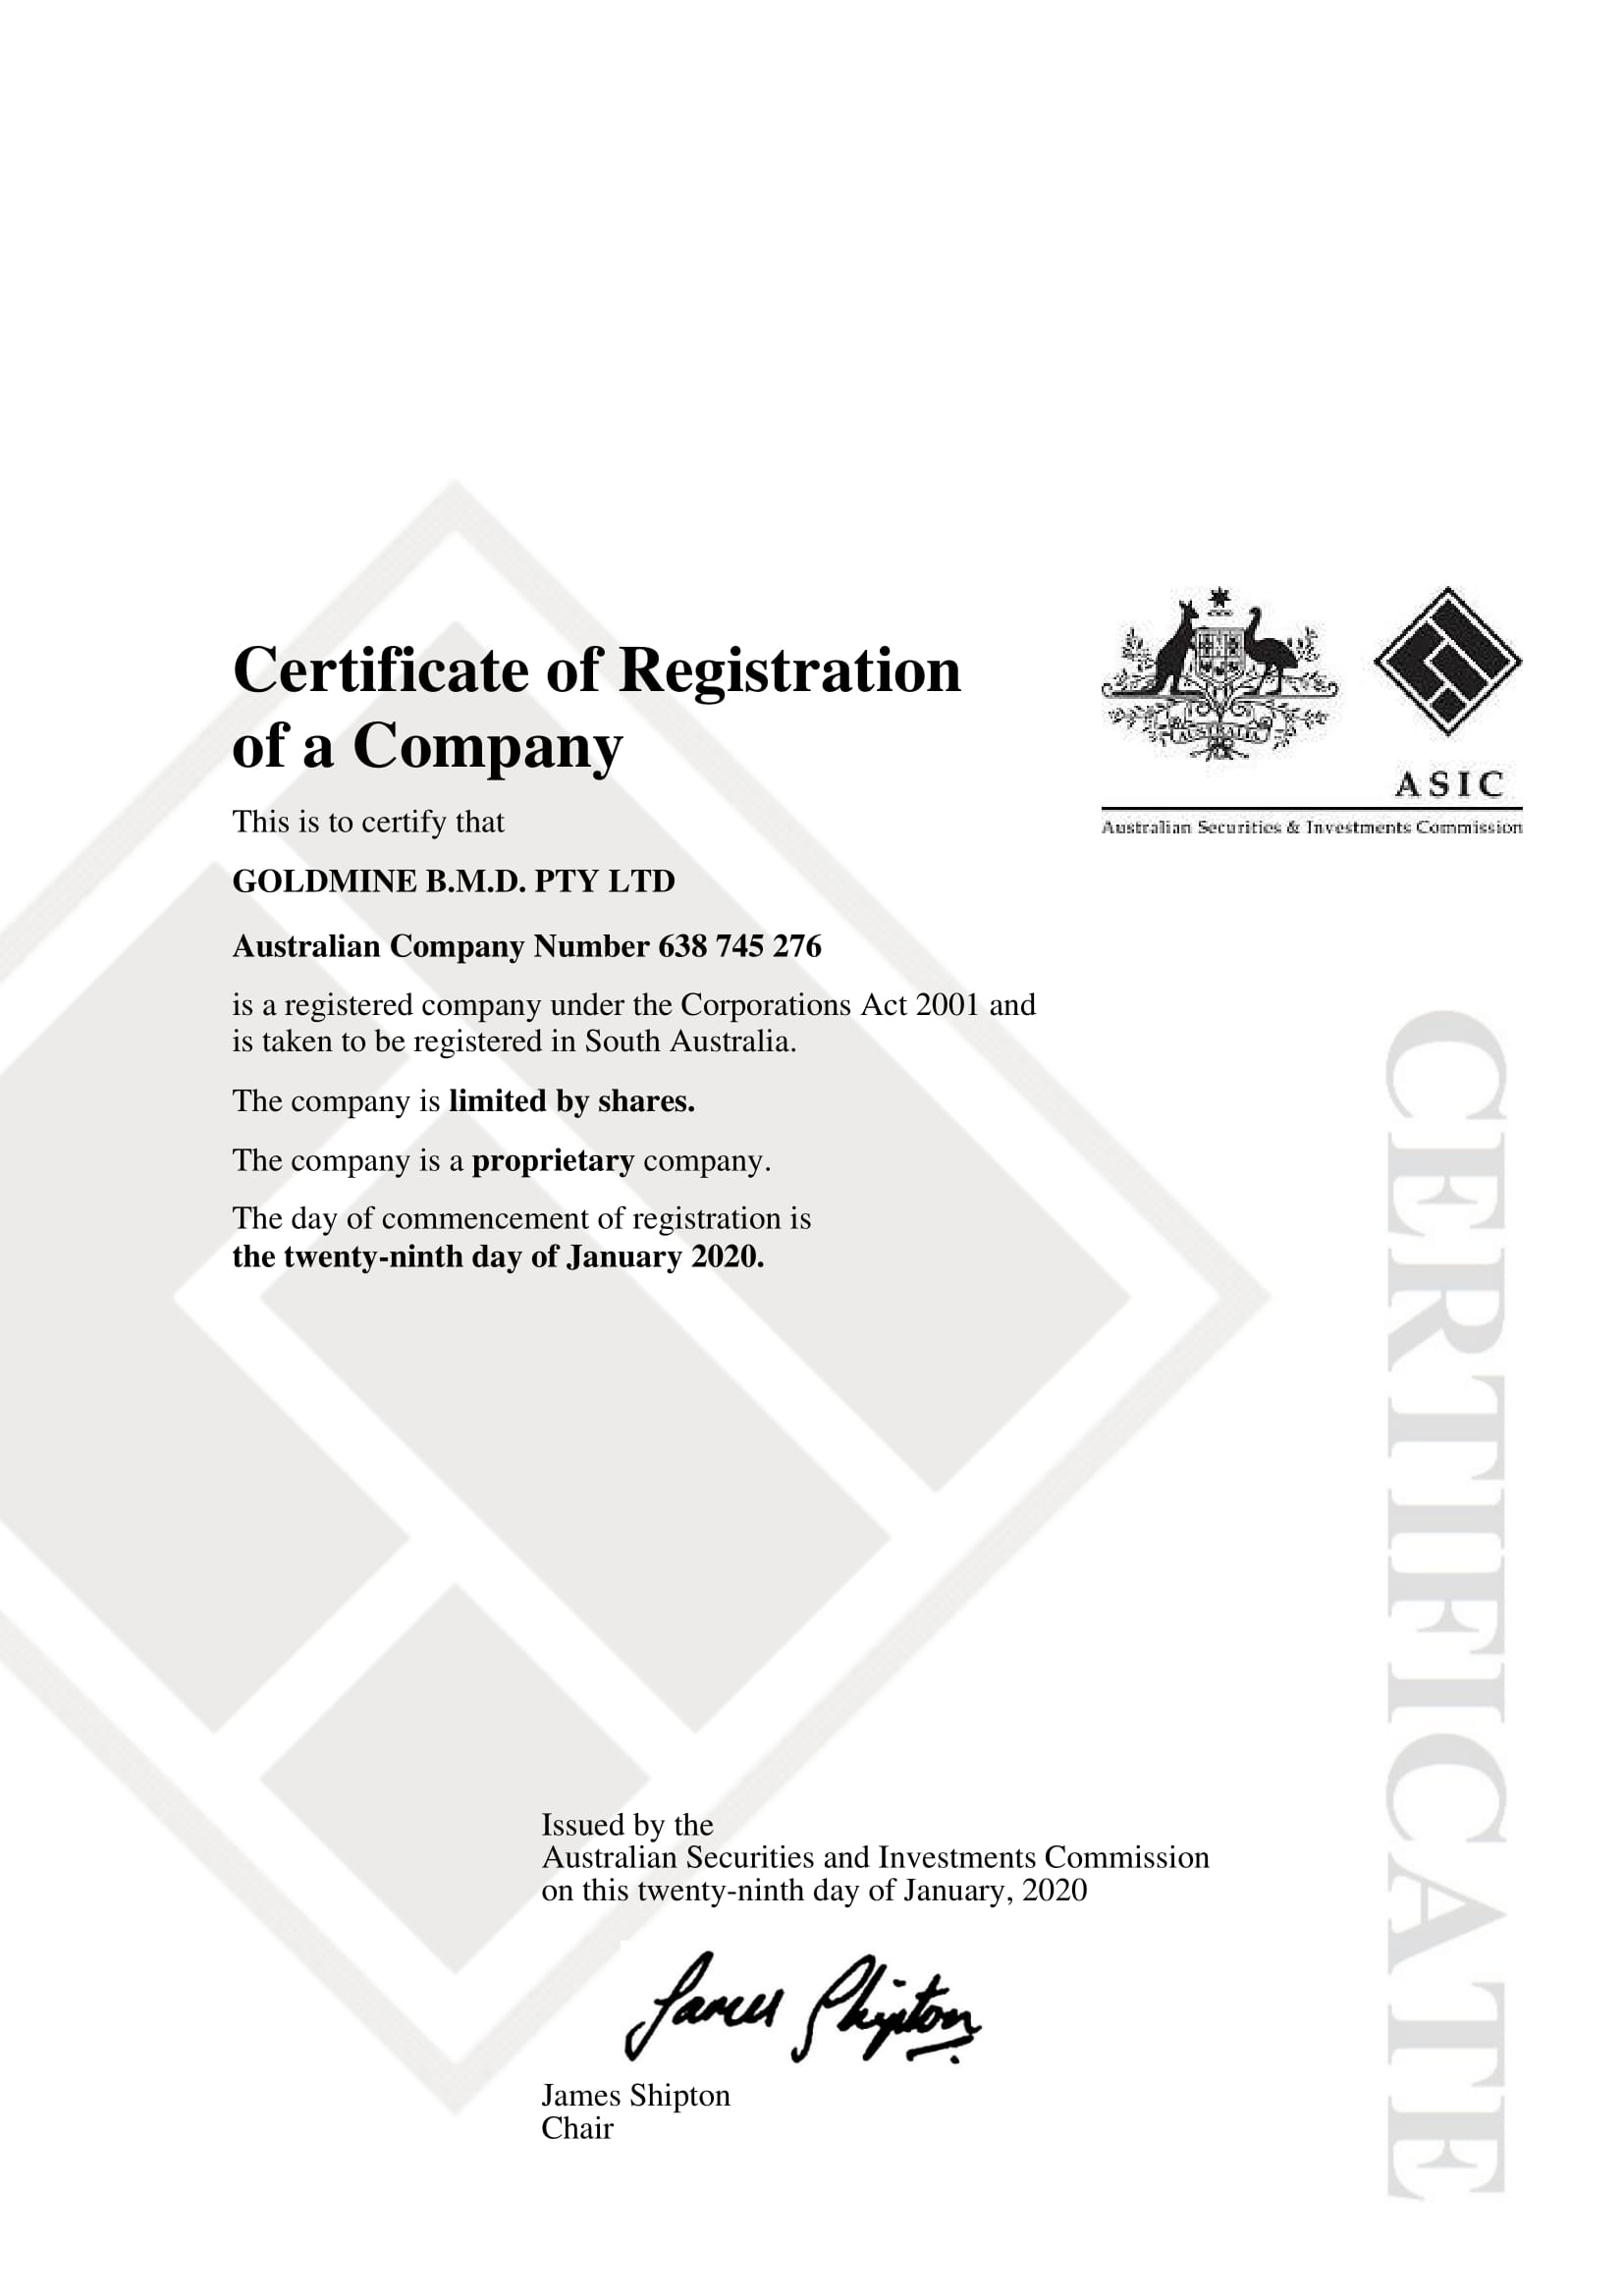 Certificate of Registration
of a Company
This is to certify that
GOLDMINE B.M.D. PTY LTD
Australian Company Number 638 745 276
is a registered company under the Corporations Act 2001 and
is taken to be registered in South Australia.
The company is limited by shares.
The company is a proprietary company.
The day of commencement of registration is
the twenty-ninth day of January 2020.
AUSTRALIA
ASIC
Australian Securities & Investments Commission
CERTIFICATE
Issued by the
Australian Securities and Investments Commission
on this twenty-ninth day of January, 2020
James Shipton
James Shipton
Chair